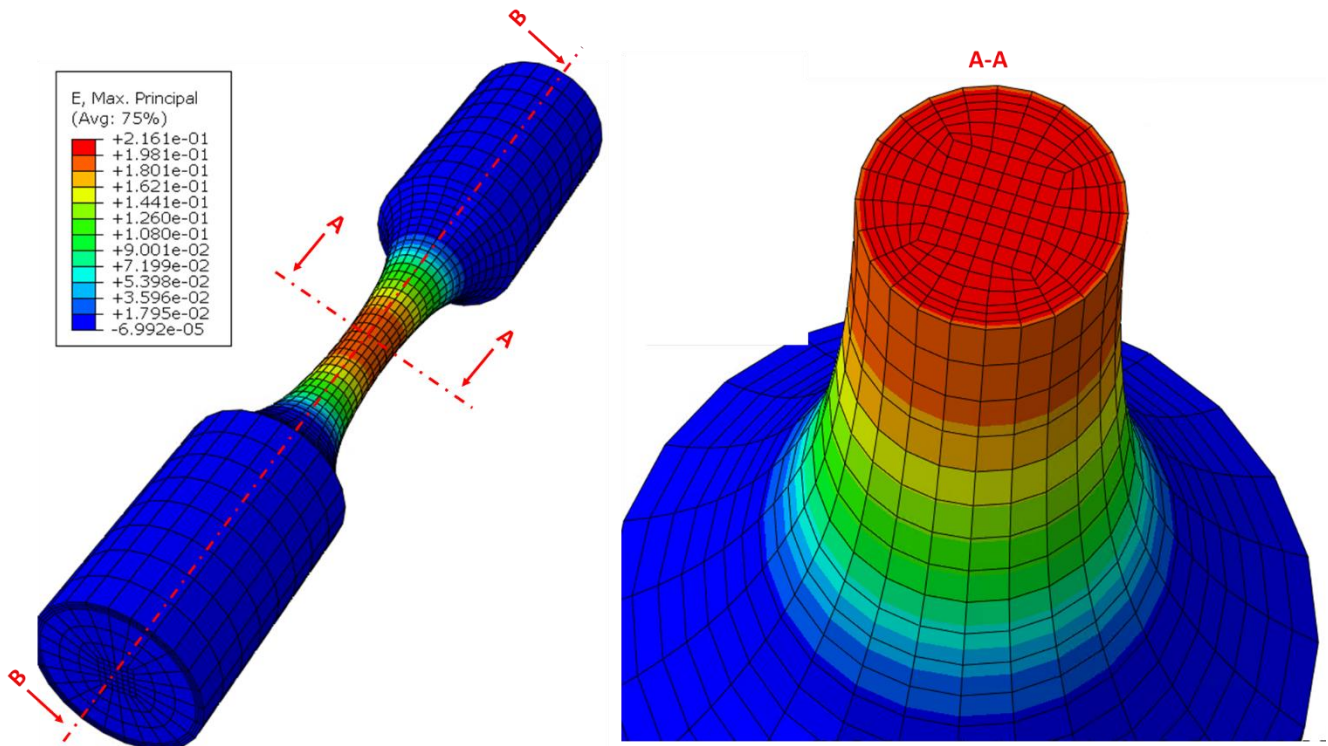 B
A-A
E, Max. Principal
(Avg: 75%)
+2.161e-01
+1.981e-01
+1.801e-01
+1.621e-01
+1.441e-01
+1.260e-01
+1.080e-01
+9.001e-02
+7.199e-02
+5.398e-02
+3.596e-02
+1.795e-02
-6.992e-05
A
A
B